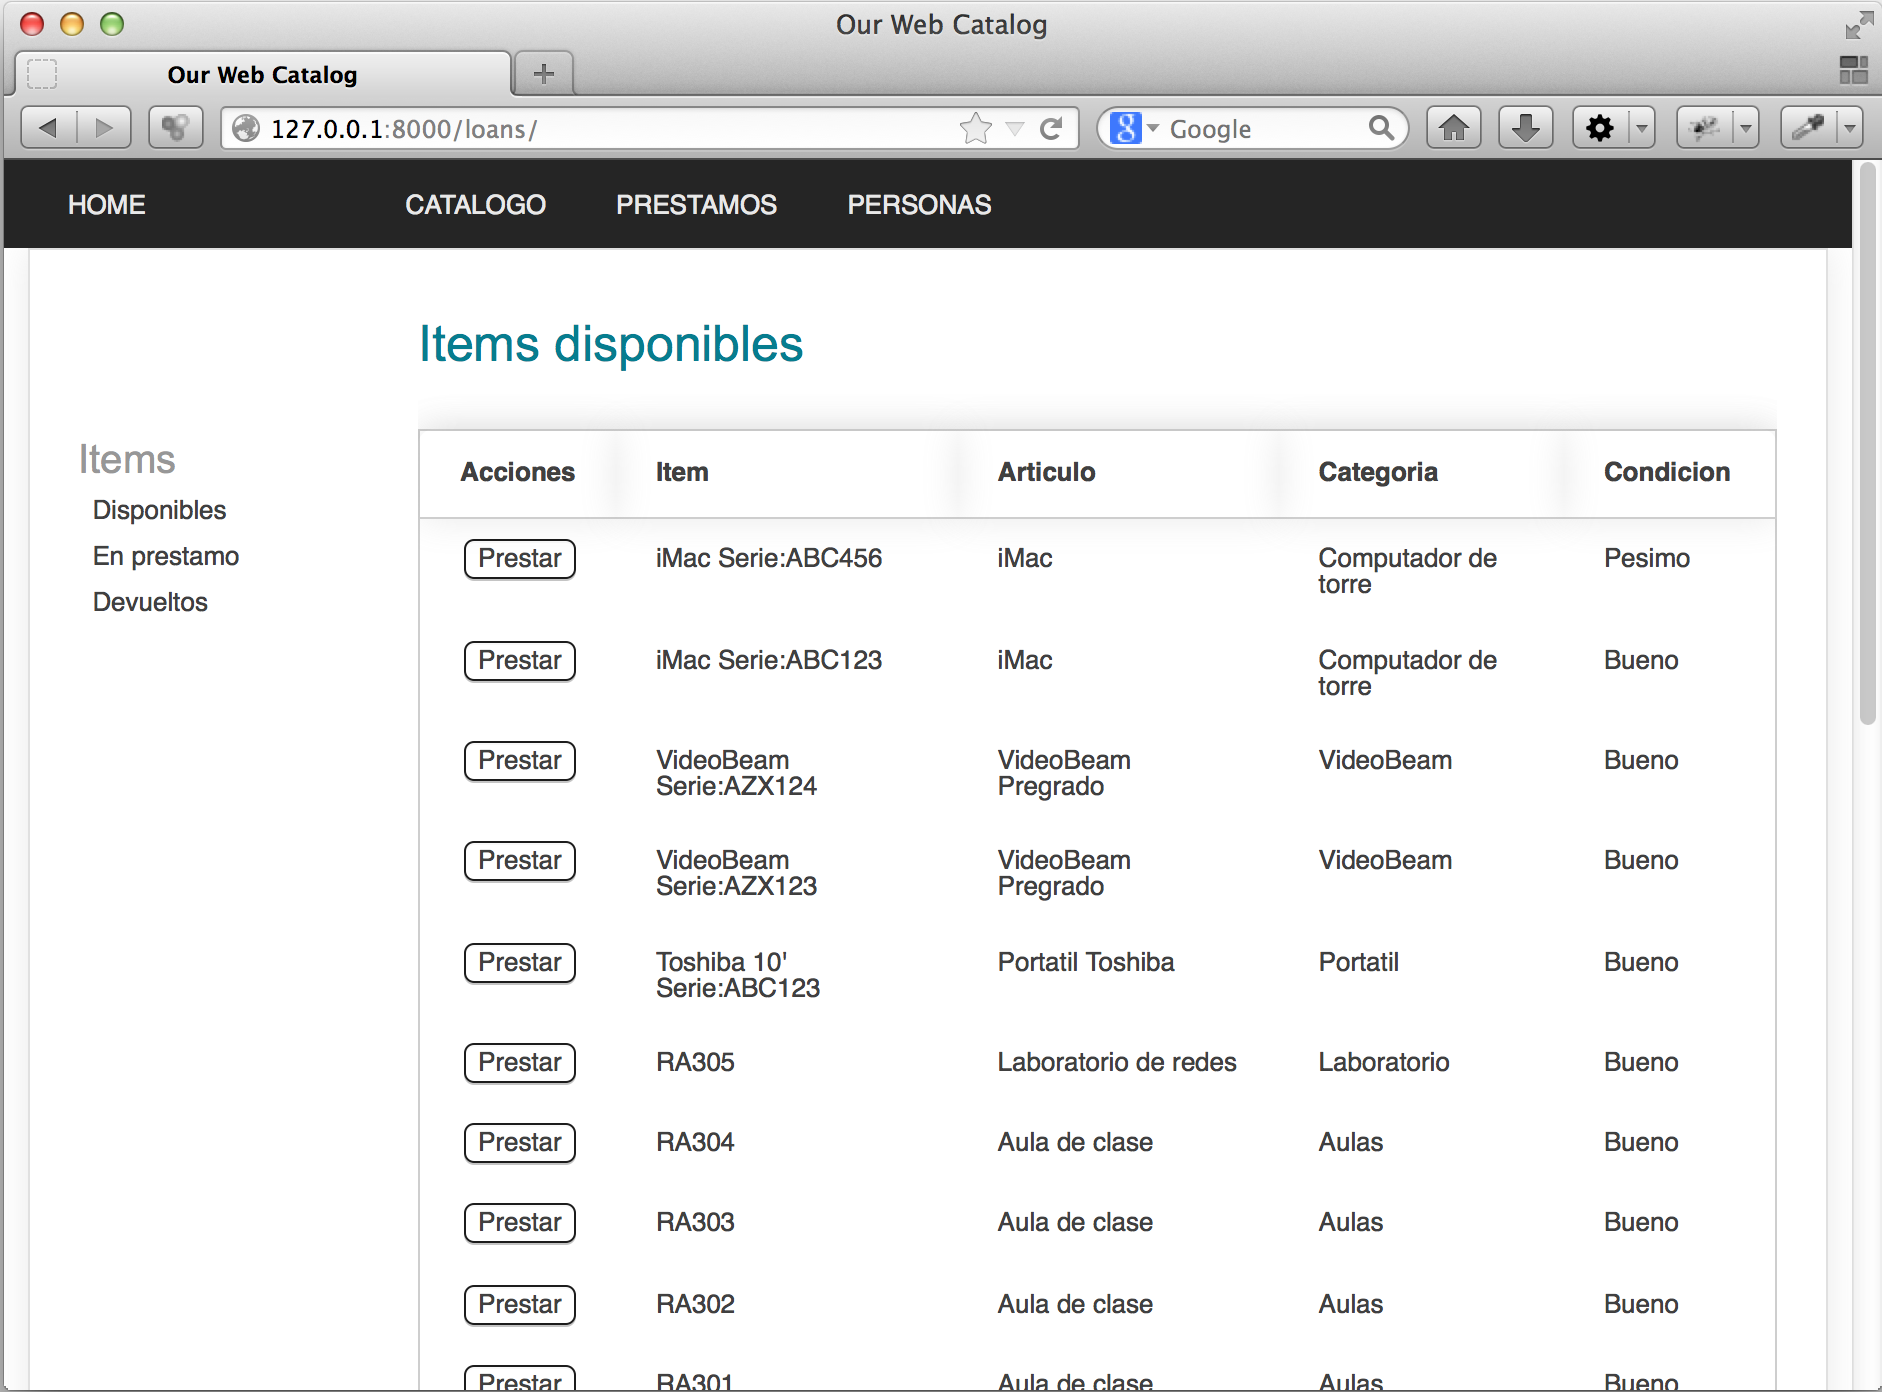 Our Web Catalog
Our Web Catalog
127.0.0.1:8000/loans/
Google
HOME CATALOGO PRESTAMOS PERSONAS
Items disponibles
Items
Disponibles
En prestamo
Devueltos
Acciones Item Articulo Categoria Condicion
Prestar iMac Serie:ABC456 iMac Computador de Pesimo
torre
Prestar iMac Serie:ABC123 iMac Computador de Bueno
torre
Prestar VideoBeam VideoBeam VideoBeam Bueno
Serie:AZX124 Pregrado
Prestar VideoBeam VideoBeam VideoBeam Bueno
Serie:AZX123 Pregrado
Prestar Toshiba 10' Portatil Toshiba Portatil Bueno
Serie:ABC123
Prestar RA305 Laboratorio de redes Laboratorio Bueno
Prestar RA304 Aula de clase Aulas Bueno
Prestar RA303 Aula de clase Aulas Bueno
Prestar RA302 Aula de clase Aulas Bueno
Prestar RA301 Aula de clase Aulas Bueno